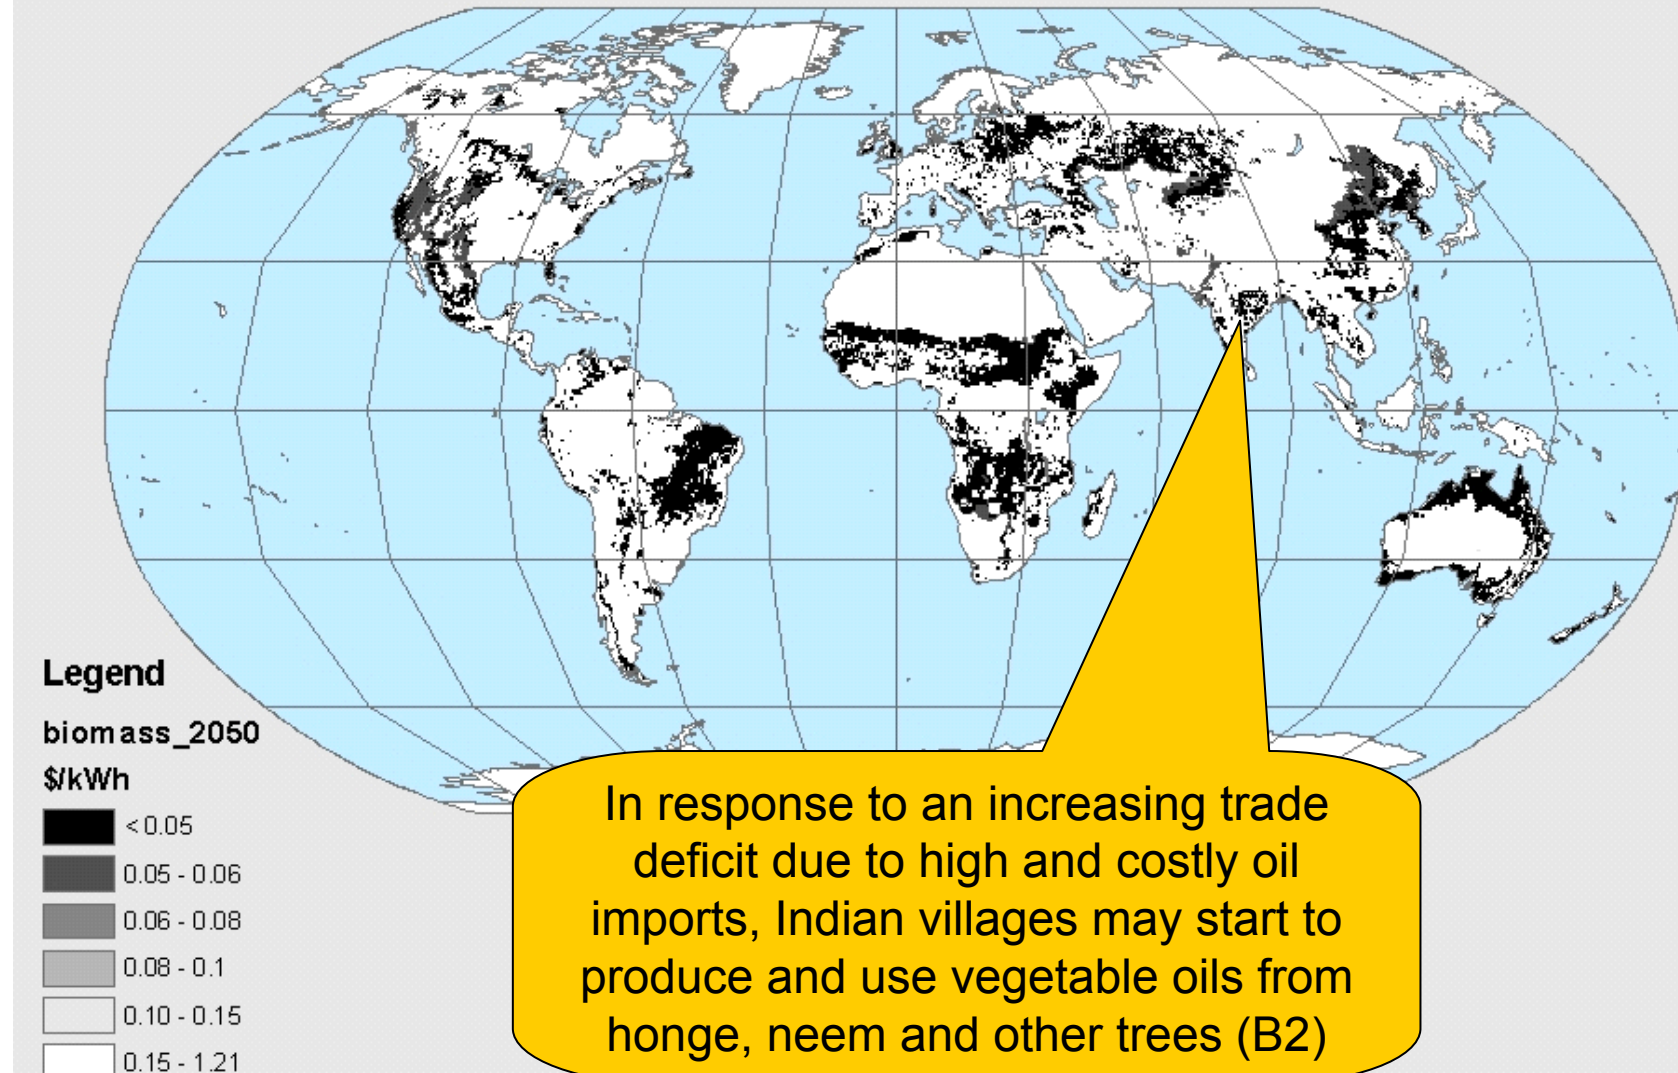 Legend
biomass_2050
$/kWh
< 0.05
0.05 - 0.06
0.06 - 0.08
0.08 - 0.1
0.10 - 0.15
0.15 - 1.21
In response to an increasing trade
deficit due to high and costly oil
imports, Indian villages may start to
produce and use vegetable oils from
honge, neem and other trees (B2)